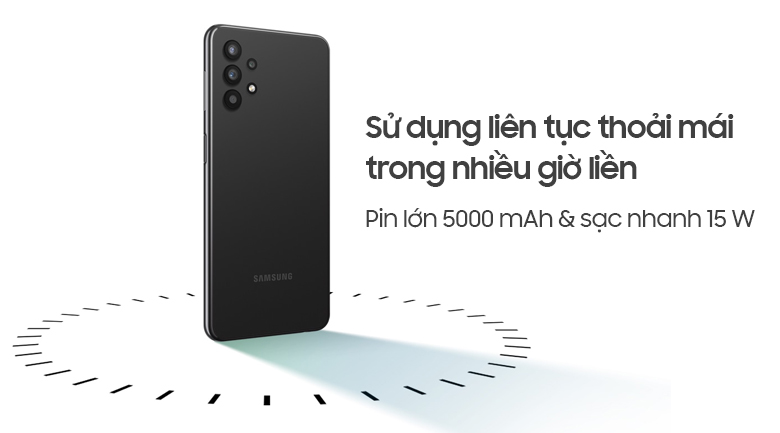 Sử dụng liên tục thoải mái
trong nhiều giờ liền
Pin lớn 5000 mAh & sạc nhanh 15 W
SAMSUNG